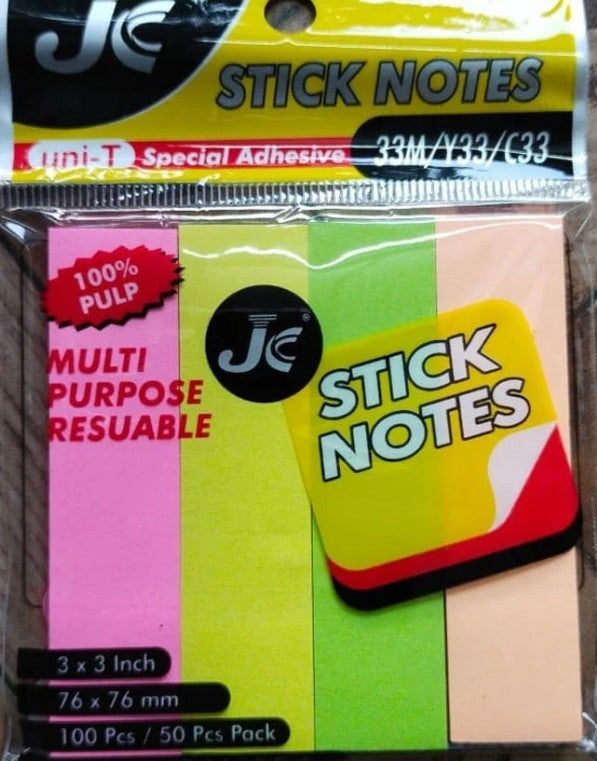 JC
STICK NOTES
uni-T Special Adhesive 33M/Y33/C33
100%
PULP
JC®
MULTI
PURPOSE
RESUABLE
STICK
NOTES
3 x 3 Inch
76 x 76 mm
100 Pcs / 50 Pcs Pack